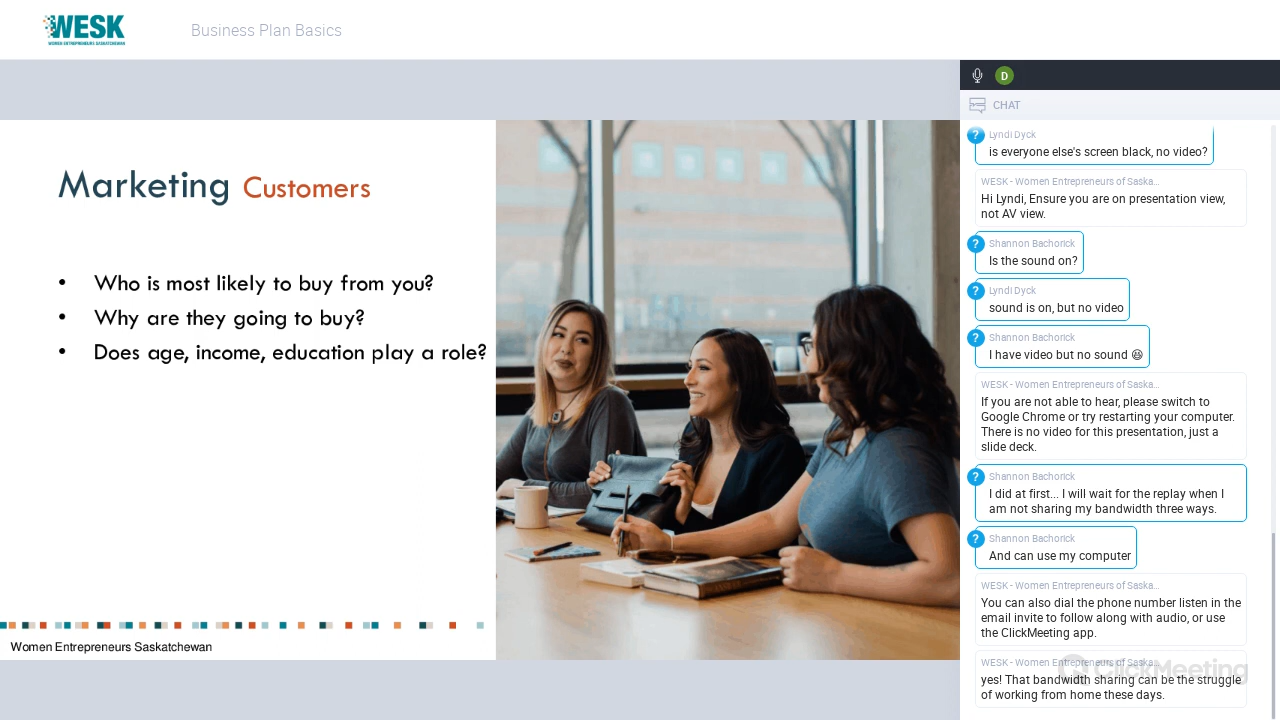 WESK
WOMEN ENTREPRENEURS SASKATCHEWAN
Business Plan Basics
D
CHAT
Marketing Customers
• Who is most likely to buy from you?
• Why are they going to buy?
• Does age, income, education play a role?
Women Entrepreneurs Saskatchewan
?
Lyndi Dyck
is everyone else's screen black, no video?
WESK - Women Entrepreneurs of Saska...
Hi Lyndi, Ensure you are on presentation view,
not AV view.
?
Shannon Bachorick
Is the sound on?
?
Lyndi Dyck
sound is on, but no video
?
Shannon Bachorick
I have video but no sound 😆
WESK - Women Entrepreneurs of Saska...
If you are not able to hear, please switch to
Google Chrome or try restarting your computer.
There is no video for this presentation, just a
slide deck.
?
Shannon Bachorick
I did at first... I will wait for the replay when I
am not sharing my bandwidth three ways.
?
Shannon Bachorick
And can use my computer
WESK - Women Entrepreneurs of Saska...
You can also dial the phone number listen in the
email invite to follow along with audio, or use
the ClickMeeting app.
WESK - Women Entrepreneurs of Saska...
yes! That bandwidth sharing can be the struggle
of working from home these days.
ClickMeeting